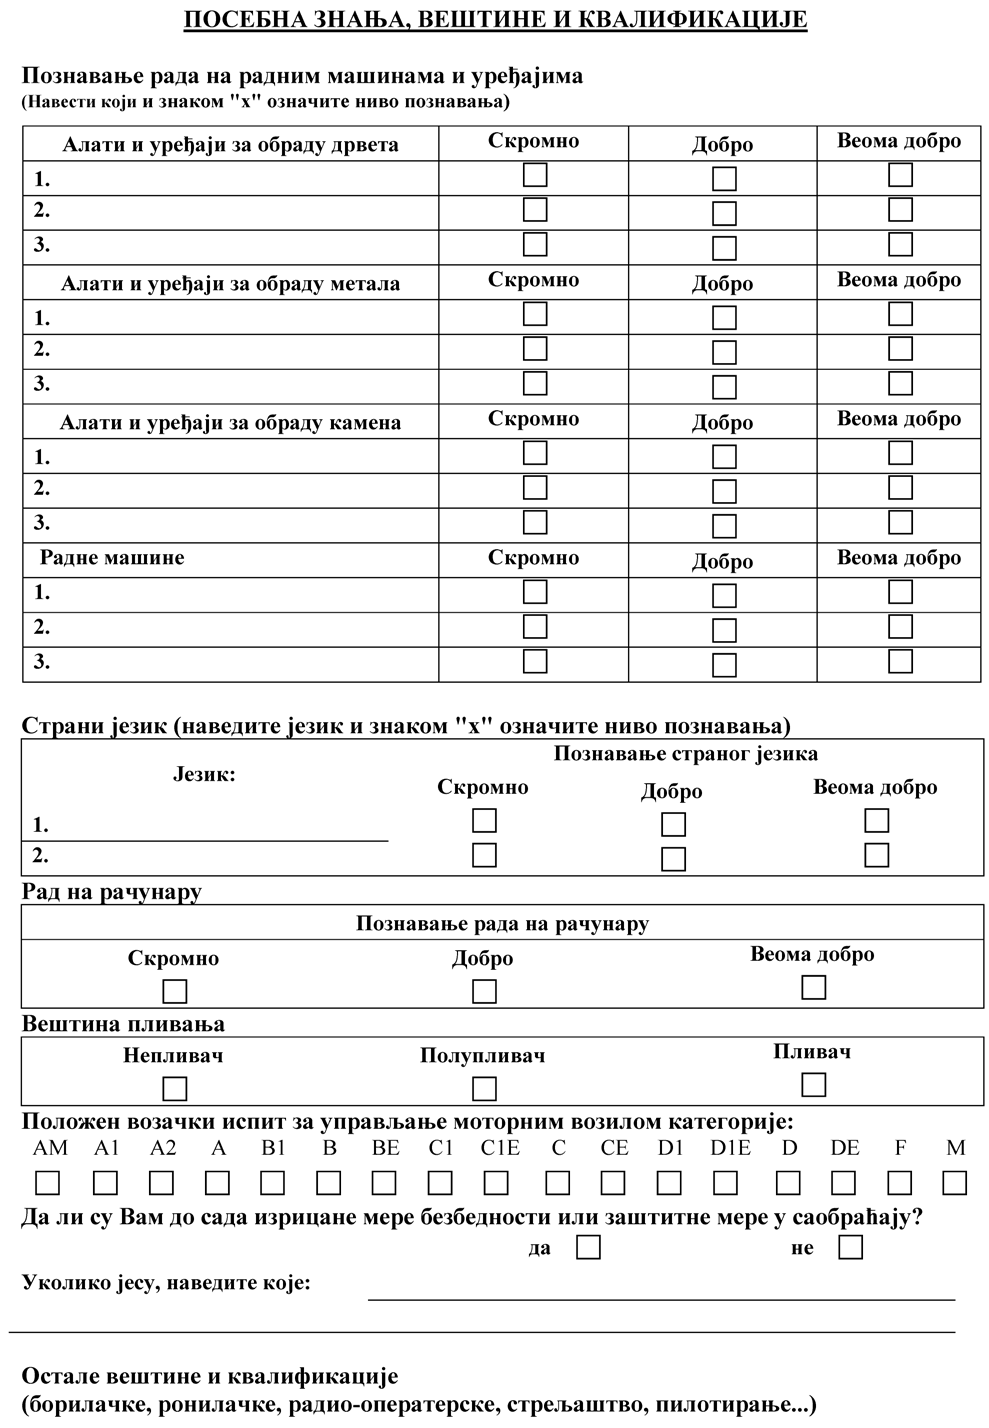 ПОСЕБНА ЗНАЊА, ВЕШТИНЕ И КВАЛИФИКАЦИЈЕ
Познавање рада на радним машинама и уређајима
(Навести који и знаком "x" означите ниво познавања)
Алати и уређаји за обраду дрвета Скромно Добро Веома добро
1.
2.
3.
Алати и уређаји за обраду метала Скромно Добро Веома добро
1.
2.
3.
Алати и уређаји за обраду камена Скромно Добро Веома добро
1.
2.
3.
Радне машине Скромно Добро Веома добро
1.
2.
3.
Страни језик (наведите језик и знаком "x" означите ниво познавања)
Познавање страног језика
Језик:
Скромно Добро Веома добро
1.
2.
Рад на рачунару
Познавање рада на рачунару
Скромно Добро Веома добро
Вештина пливања
Непливач Полупливач Пливач
Положен возачки испит за управљање моторним возилом категорије:
AM A1 A2 A B1 B BE C1 C1E C CE D1 D1E D DE F M
Да ли су Вам до сада изрицане мере безбедности или заштитне мере у саобраћају?
да не
Уколико јесу, наведите које:
Остале вештине и квалификације
(борилачке, ронилачке, радио-оператерске, стрељаштво, пилотирање...)